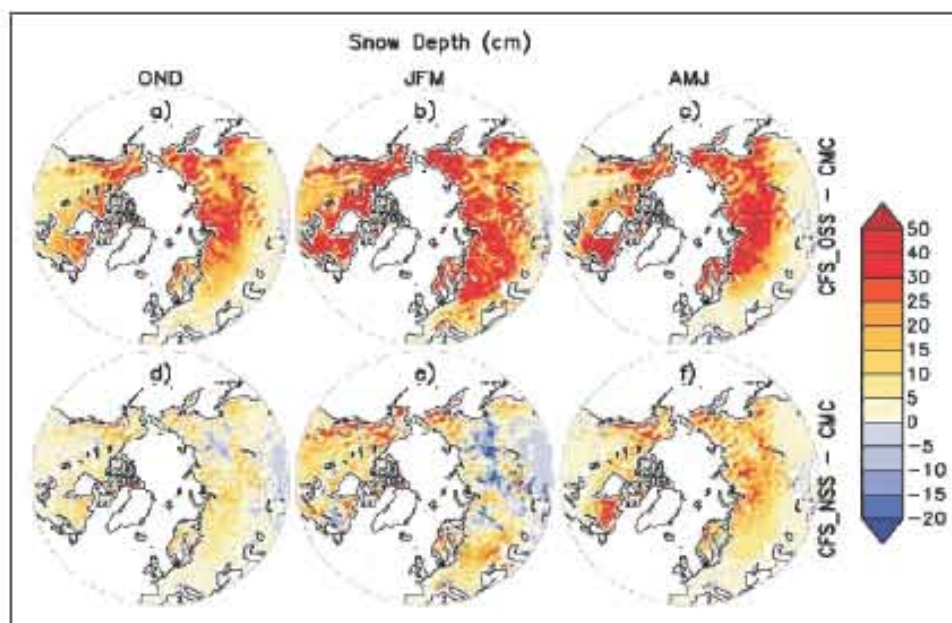 Snow Depth (cm)
OND JFM AMJ
a) b) c)
CFS_OSS - CMC
d) e) f)
CFS_NSS - CMC
50
40
30
25
20
15
10
5
0
-5
-10
-15
-20